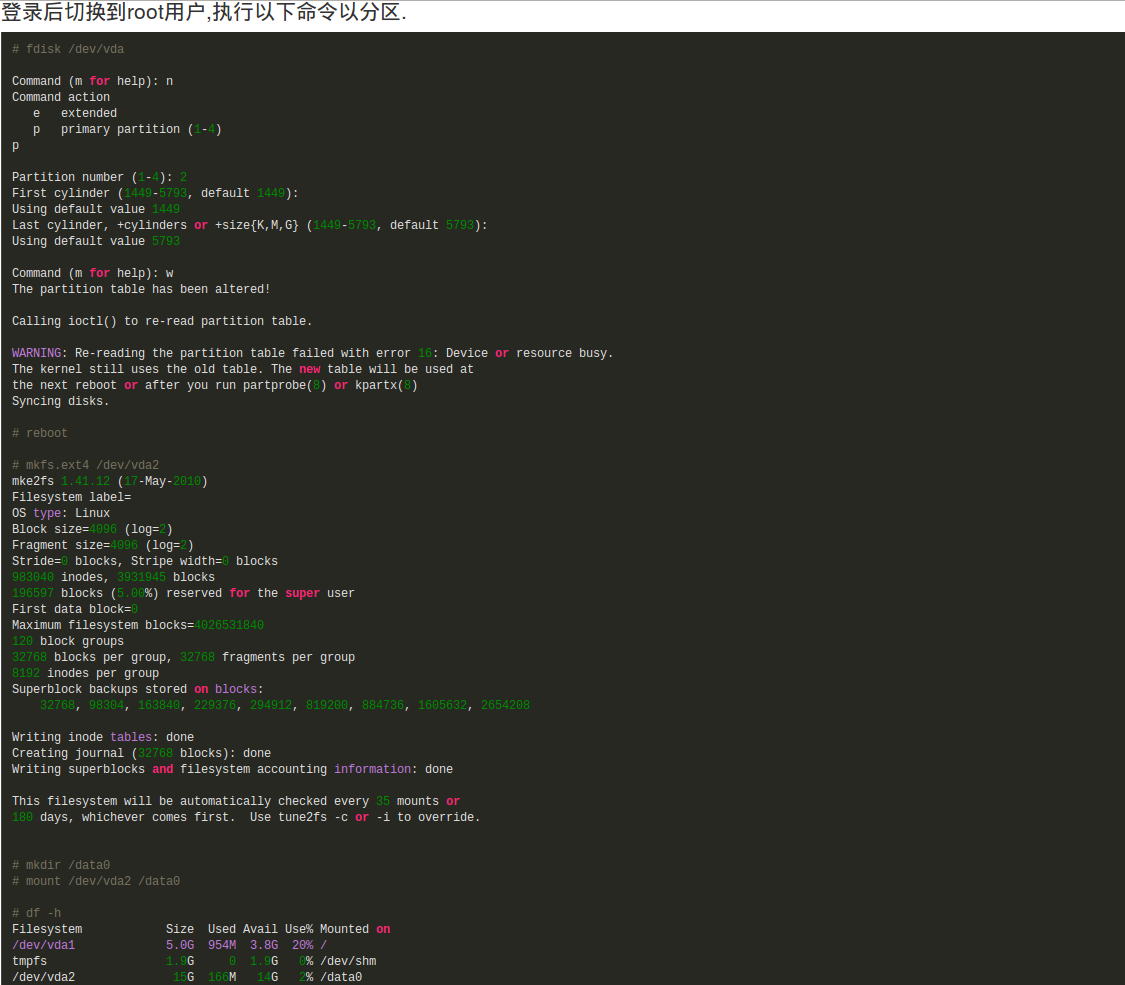 登录后切换到root用户,执行以下命令以分区.
# fdisk /dev/vda
Command (m for help): n
Command action
e   extended
p   primary partition (1-4)
p
Partition number (1-4): 2
First cylinder (1449-5793, default 1449):
Using default value 1449
Last cylinder, +cylinders or +size{K,M,G} (1449-5793, default 5793):
Using default value 5793
Command (m for help): w
The partition table has been altered!
Calling ioctl() to re-read partition table.
WARNING: Re-reading the partition table failed with error 16: Device or resource busy.
The kernel still uses the old table. The new table will be used at
the next reboot or after you run partprobe(8) or kpartx(8)
Syncing disks.
# reboot
# mkfs.ext4 /dev/vda2
mke2fs 1.41.12 (17-May-2010)
Filesystem label=
OS type: Linux
Block size=4096 (log=2)
Fragment size=4096 (log=2)
Stride=0 blocks, Stripe width=0 blocks
983040 inodes, 3931945 blocks
196597 blocks (5.00%) reserved for the super user
First data block=0
Maximum filesystem blocks=4026531840
120 block groups
32768 blocks per group, 32768 fragments per group
8192 inodes per group
Superblock backups stored on blocks:
32768, 98304, 163840, 229376, 294912, 819200, 884736, 1605632, 2654208
Writing inode tables: done
Creating journal (32768 blocks): done
Writing superblocks and filesystem accounting information: done
This filesystem will be automatically checked every 35 mounts or
180 days, whichever comes first.  Use tune2fs -c or -i to override.
# mkdir /data0
# mount /dev/vda2 /data0
# df -h
Filesystem            Size  Used Avail Use% Mounted on
/dev/vda1             5.0G  954M  3.8G  20% /
tmpfs                 1.9G     0  1.9G   0% /dev/shm
/dev/vda2              15G  166M   14G   2% /data0